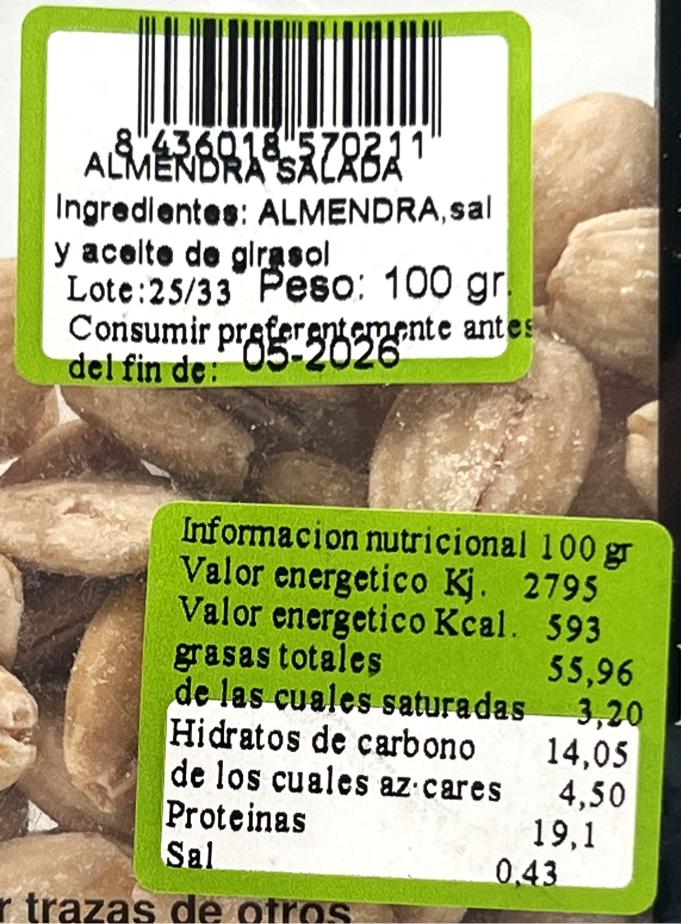 8 436018 570211
ALMENDRA SALADA
Ingredientes: ALMENDRA,sal
y aceite de girasol
Lote:25/33 Peso: 100 gr.
Consumir preferentemente antes
del fin de: 05-2026
Informacion nutricional 100 gr
Valor energetico Kj. 2795
Valor energetico Kcal. 593
grasas totales 55,96
de las cuales saturadas 3,20
Hidratos de carbono 14,05
de los cuales az·cares 4,50
Proteinas 19,1
Sal 0,43
r trazas de otros